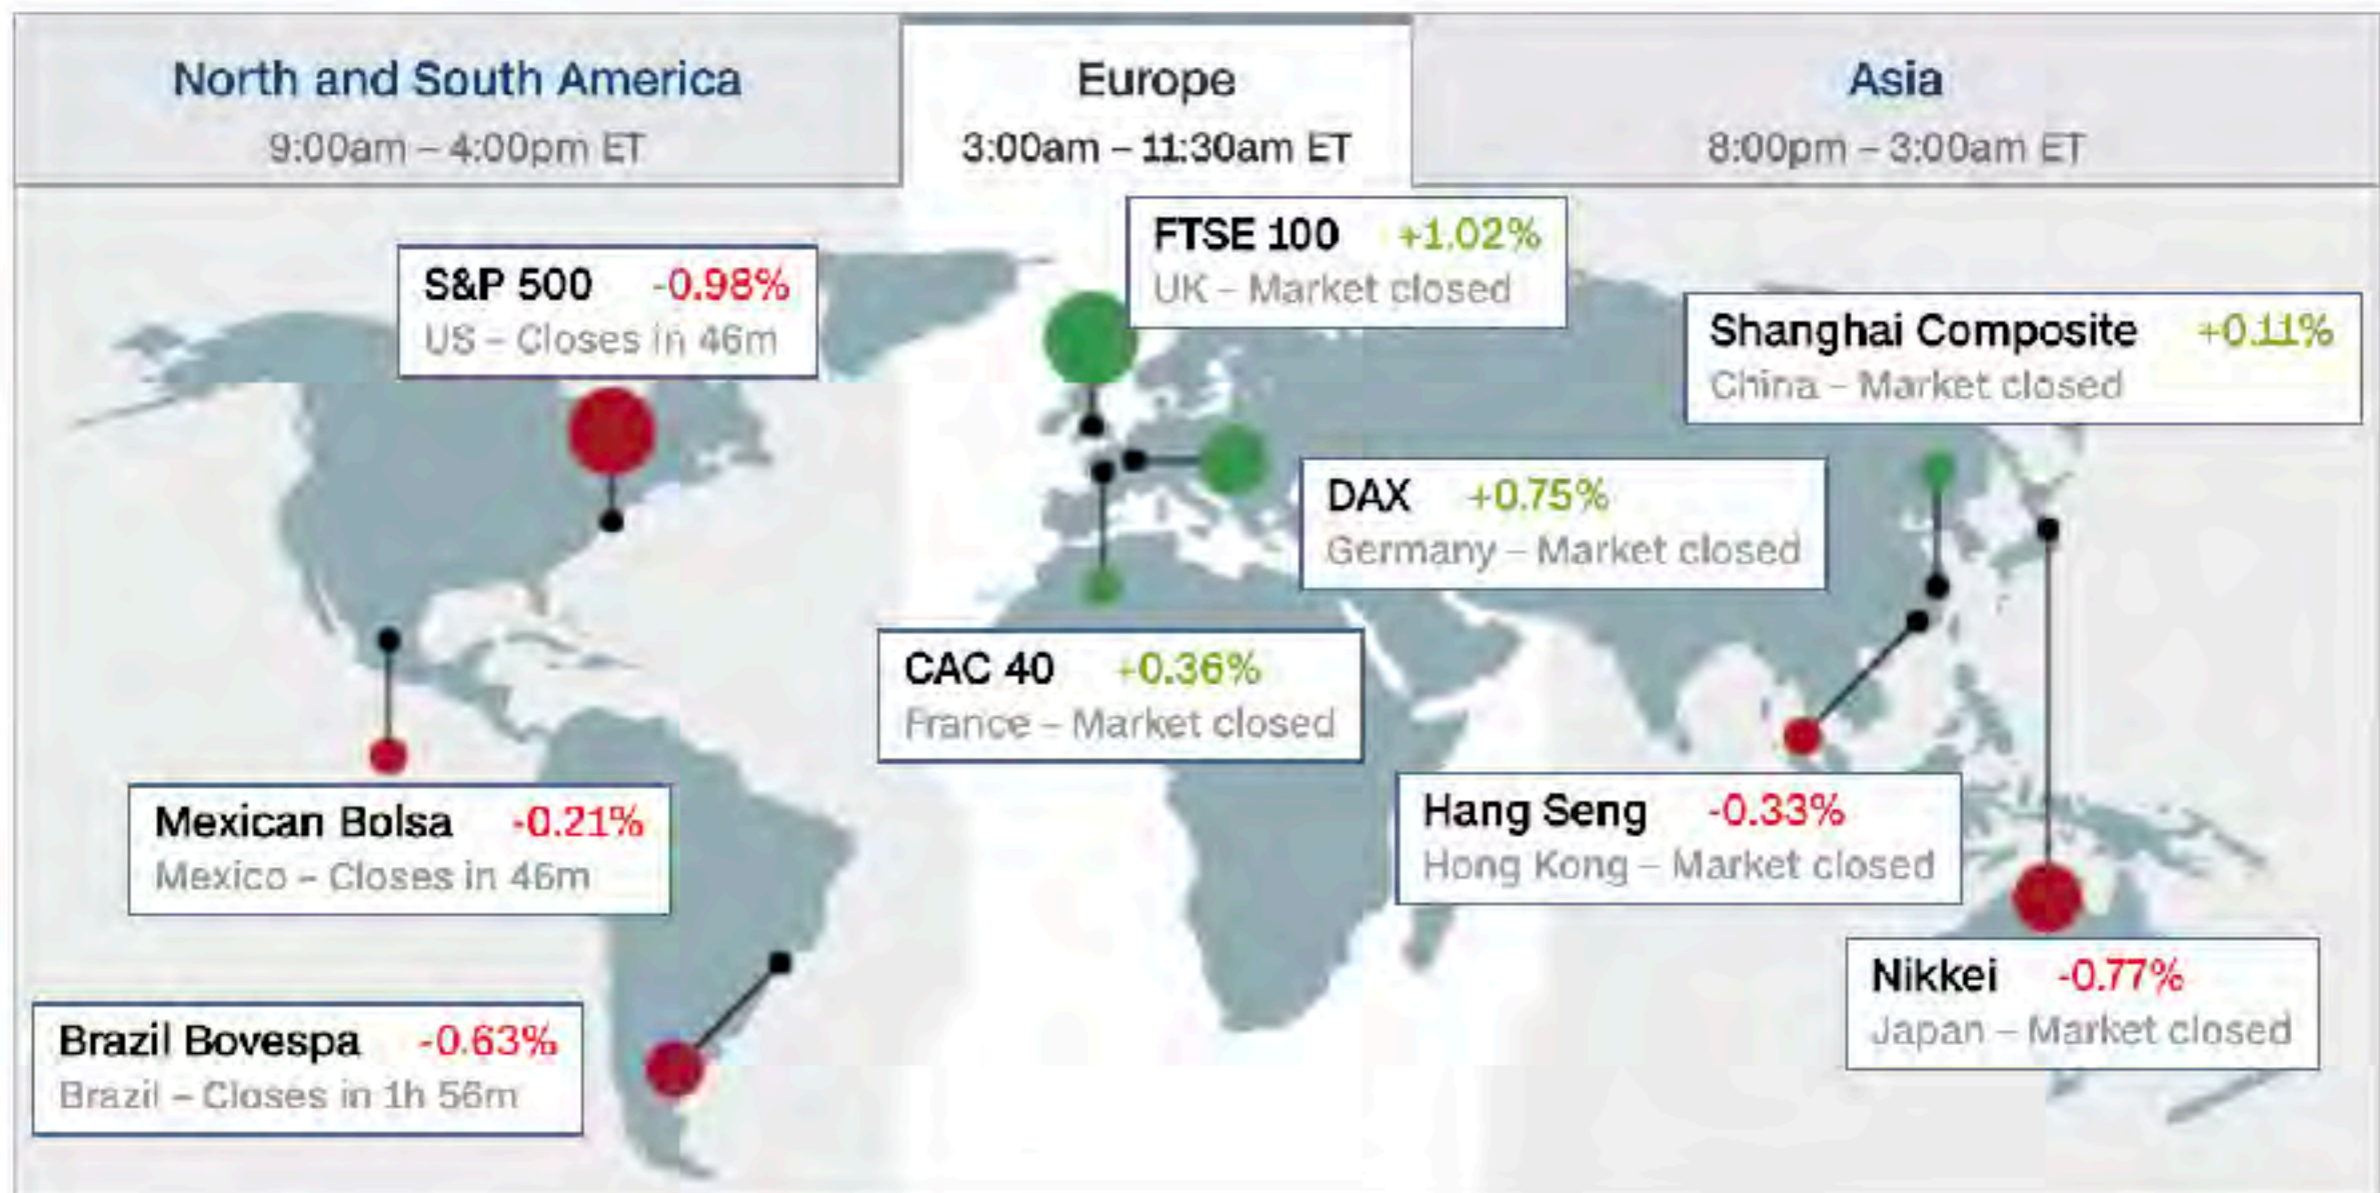 North and South America
9:00am – 4:00pm ET
Europe
3:00am – 11:30am ET
Asia
8:00pm – 3:00am ET
FTSE 100 +1.02%
UK – Market closed
S&P 500 -0.98%
US – Closes in 46m
Shanghai Composite +0.11%
China – Market closed
DAX +0.75%
Germany – Market closed
CAC 40 +0.36%
France – Market closed
Mexican Bolsa -0.21%
Mexico – Closes in 46m
Hang Seng -0.33%
Hong Kong – Market closed
Nikkei -0.77%
Japan – Market closed
Brazil Bovespa -0.63%
Brazil – Closes in 1h 56m